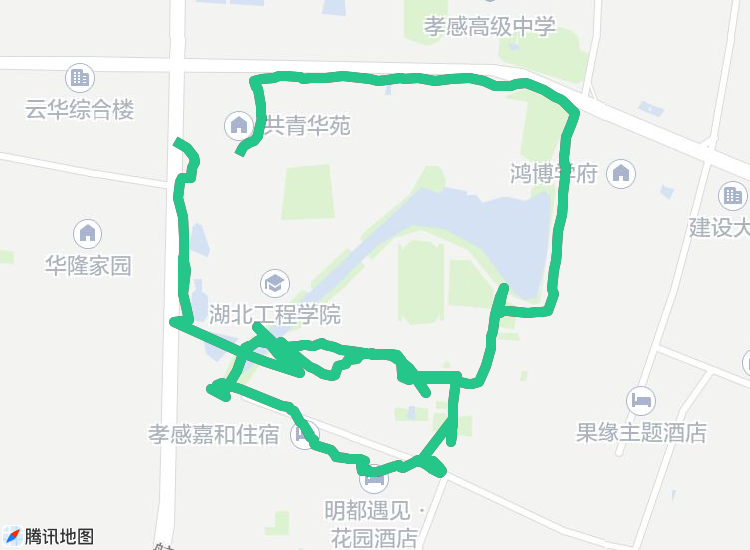 孝感高级中学
云华综合楼
共青华苑
鸿博学府
建设大
华隆家园
湖北工程学院
孝感嘉和住宿
果缘主题酒店
明都遇见·
花园酒店
腾讯地图